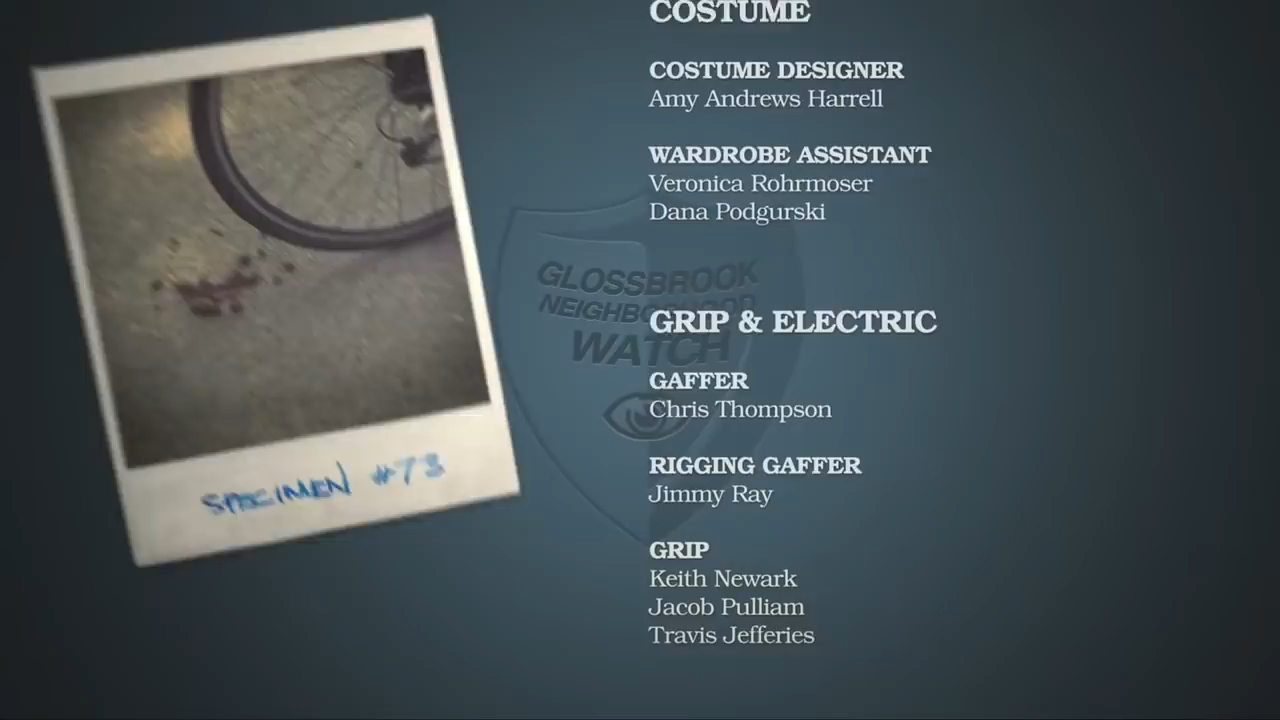 COSTUME
COSTUME DESIGNER
Amy Andrews Harrell
WARDROBE ASSISTANT
Veronica Rohrmoser
Dana Podgurski
GLOSSBROOK
NEIGHBORHOOD
WATCH
GRIP & ELECTRIC
GAFFER
Chris Thompson
RIGGING GAFFER
Jimmy Ray
GRIP
Keith Newark
Jacob Pulliam
Travis Jefferies
SPECIMEN #73